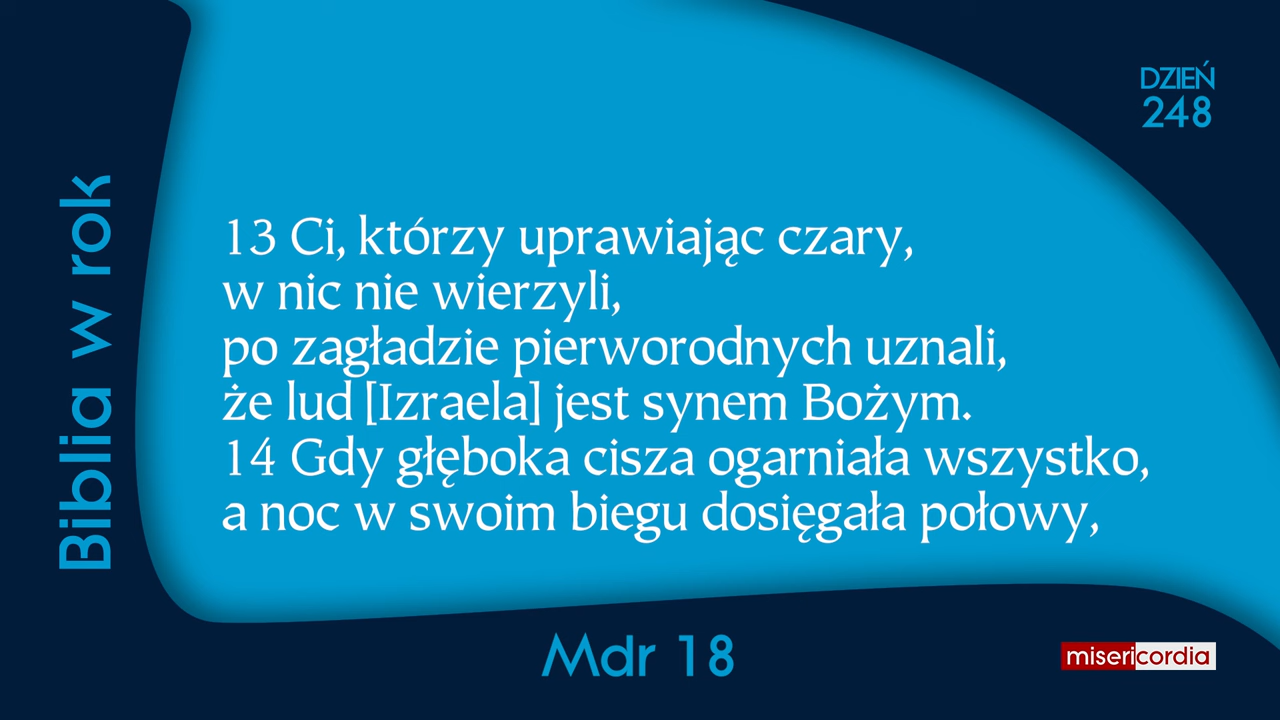 DZIEŃ
248
Biblia w rok
13 Ci, którzy uprawiając czary,
w nic nie wierzyli,
po zagładzie pierworodnych uznali,
że lud [Izraela] jest synem Bożym.
14 Gdy głęboka cisza ogarniała wszystko,
a noc w swoim biegu dosięgała połowy,
Mdr 18
misericordia